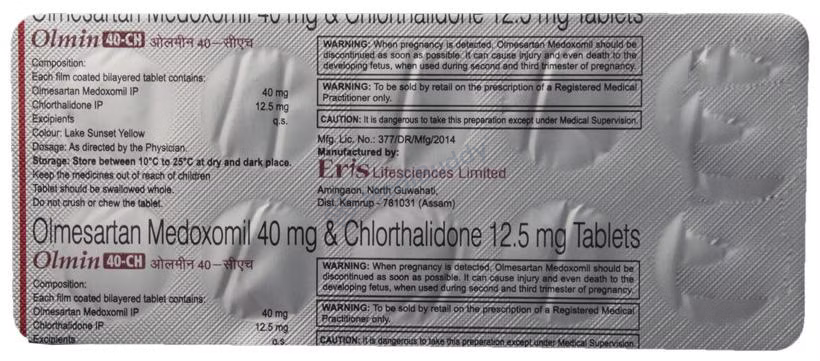 Olmesartan Medoxomil 40 mg & Chlorthalidone 12.5 mg Tablets
Olmin 40-CH ओलमीन 40-सीएच
Composition:
Each film coated bilayered tablet contains:
Olmesartan Medoxomil IP 40 mg
Chlorthalidone IP 12.5 mg
Excipients q.s.
Colour: Lake Sunset Yellow
Dosage: As directed by the Physician.
Storage: Store between 10°C to 25°C at dry and dark place.
Keep the medicines out of reach of children
Tablet should be swallowed whole.
Do not crush or chew the tablet.
WARNING: When pregnancy is detected, Olmesartan Medoxomil should be
discontinued as soon as possible. It can cause injury and even death to the
developing fetus, when used during second and third trimester of pregnancy.
WARNING: To be sold by retail on the prescription of a Registered Medical
Practitioner only.
CAUTION: It is dangerous to take this preparation except under Medical Supervision.
Mfg. Lic. No.: 377/DR/Mfg/2014
Manufactured by:
Eris Lifesciences Limited
Amingaon, North Guwahati,
Dist. Kamrup - 781031 (Assam)
Olmesartan Medoxomil 40 mg & Chlorthalidone 12.5 mg Tablets
Olmin 40-CH ओलमीन 40-सीएच
Composition:
Each film coated bilayered tablet contains:
Olmesartan Medoxomil IP 40 mg
Chlorthalidone IP 12.5 mg
Excipients q.s.
WARNING: When pregnancy is detected, Olmesartan Medoxomil should be
discontinued as soon as possible. It can cause injury and even death to the
developing fetus, when used during second and third trimester of pregnancy.
WARNING: To be sold by retail on the prescription of a Registered Medical
Practitioner only.
CAUTION: It is dangerous to take this preparation except under Medical Supervision